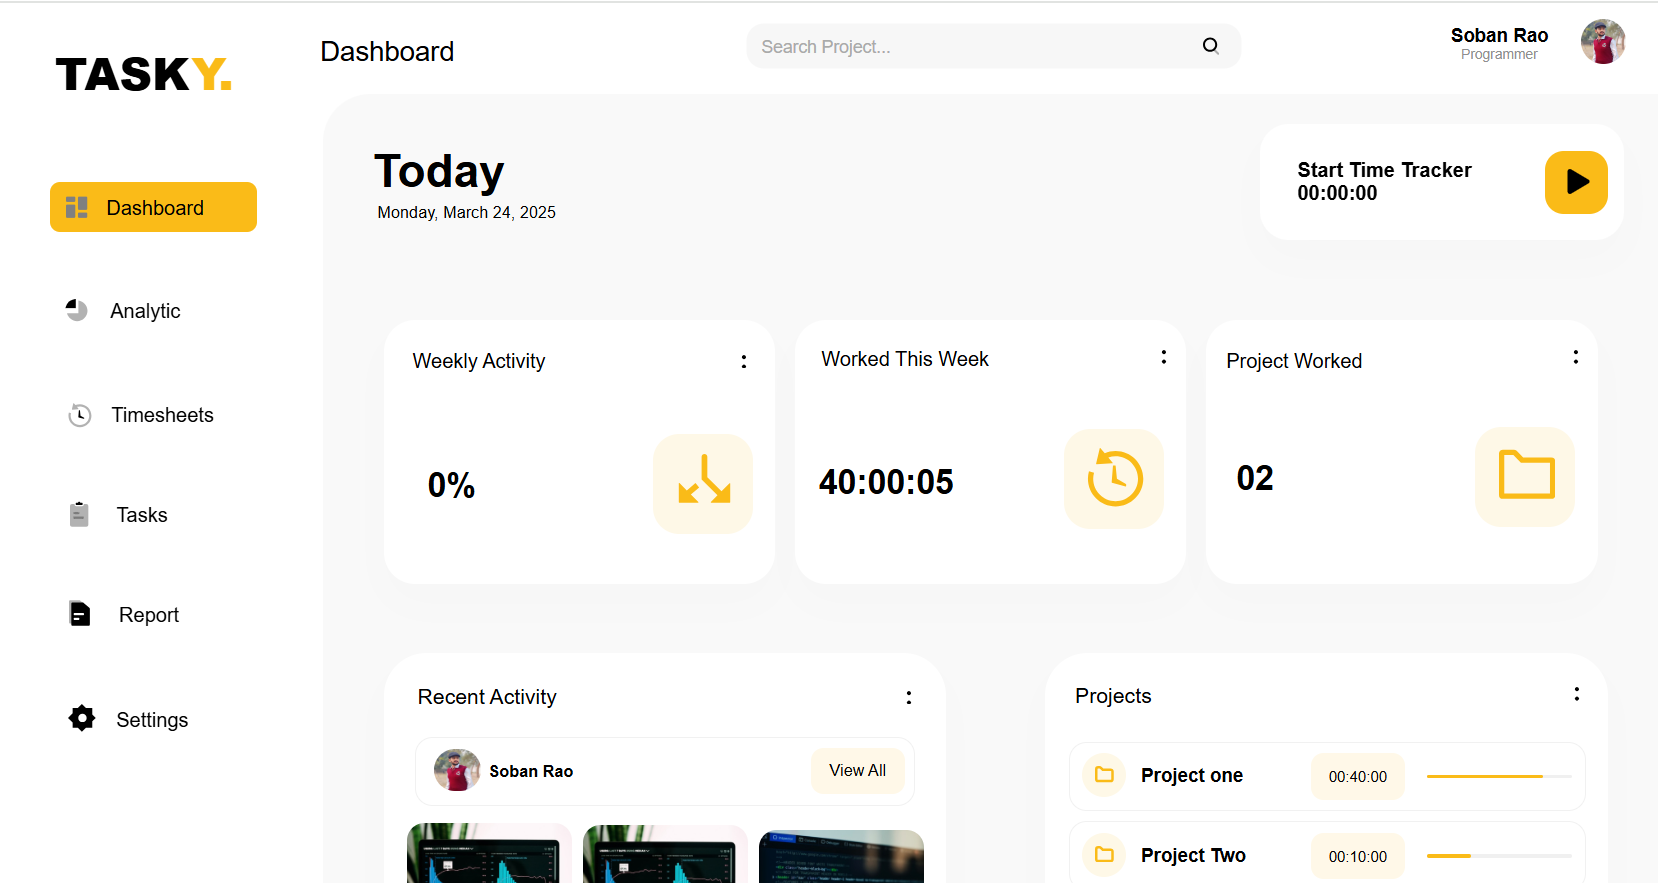 TASKY.
Dashboard
Search Project...
Soban Rao
Programmer
Dashboard
Analytic
Timesheets
Tasks
Report
Settings
Today
Monday, March 24, 2025
Start Time Tracker
00:00:00
Weekly Activity
0%
Worked This Week
40:00:05
Project Worked
02
Recent Activity
Soban Rao
View All
Projects
Project one
00:40:00
Project Two
00:10:00